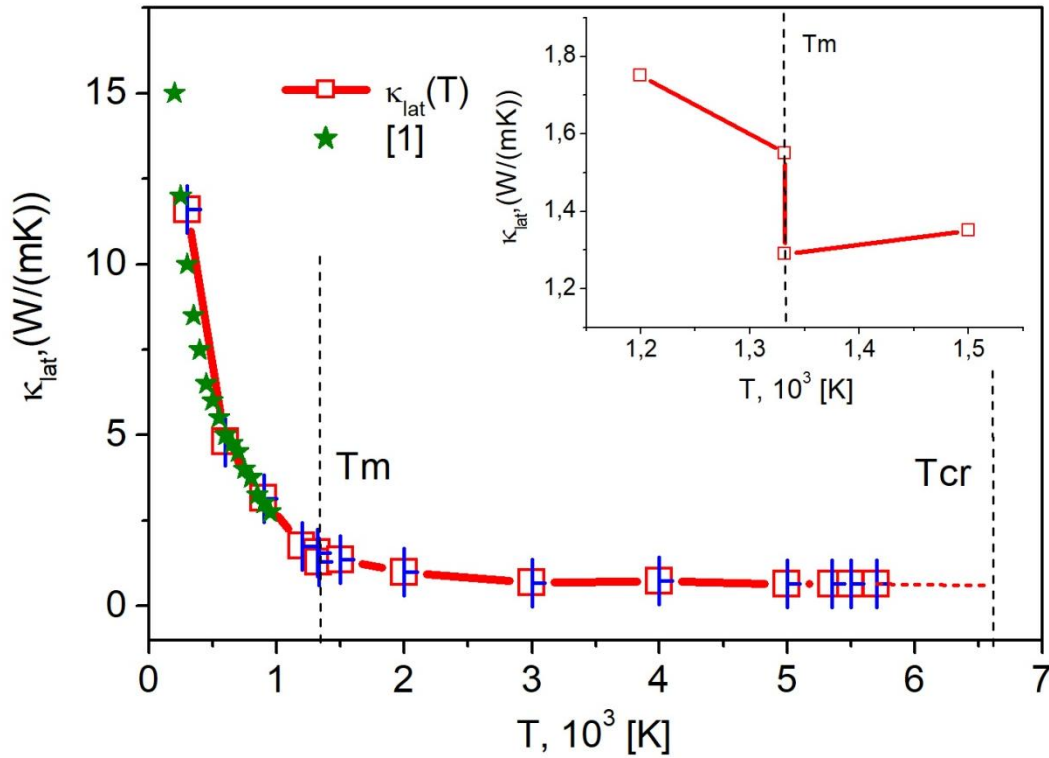 κlat,(W/(mK))
15
10
5
0
0 1 2 3 4 5 6 7
T, 10³ [K]
κlat(T)
[1]
Tm
Tcr
κlat,(W/(mK))
1,8
1,6
1,4
1,2
1,2 1,3 1,4 1,5
T, 10³ [K]
Tm